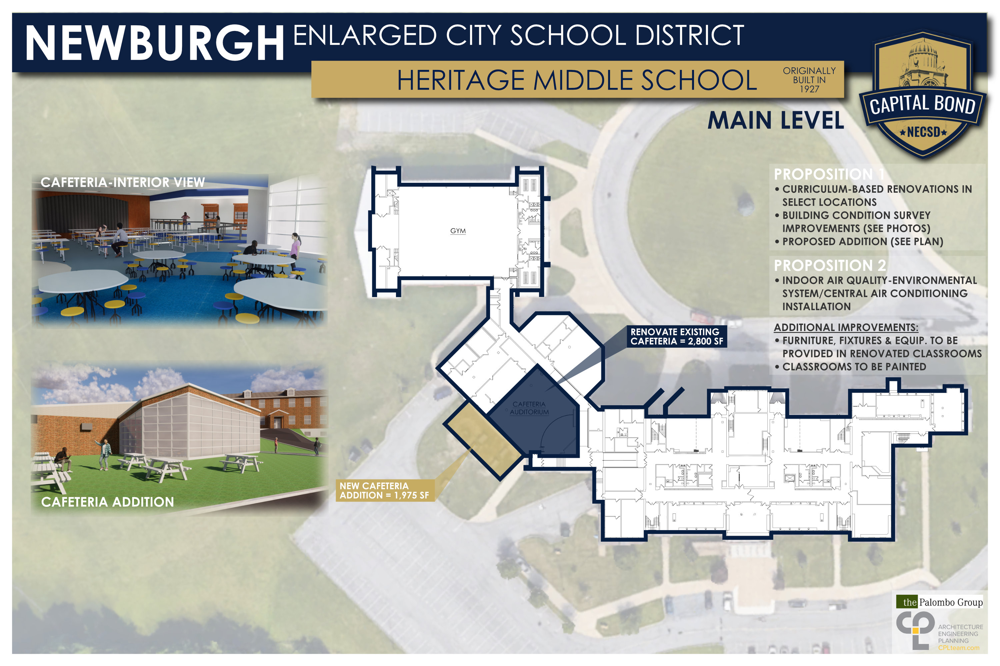 NEWBURGH ENLARGED CITY SCHOOL DISTRICT
HERITAGE MIDDLE SCHOOL
ORIGINALLY
BUILT IN
1927
MAIN LEVEL
CAPITAL BOND
★NECSD★
CAFETERIA-INTERIOR VIEW
CAFETERIA ADDITION
GYM
CAFETERIA
AUDITORIUM
RENOVATE EXISTING
CAFETERIA = 2,800 SF
NEW CAFETERIA
ADDITION = 1,975 SF
PROPOSITION 1
• CURRICULUM-BASED RENOVATIONS IN
SELECT LOCATIONS
• BUILDING CONDITION SURVEY
IMPROVEMENTS (SEE PHOTOS)
• PROPOSED ADDITION (SEE PLAN)
PROPOSITION 2
• INDOOR AIR QUALITY-ENVIRONMENTAL
SYSTEM/CENTRAL AIR CONDITIONING
INSTALLATION
ADDITIONAL IMPROVEMENTS:
• FURNITURE, FIXTURES & EQUIP. TO BE
PROVIDED IN RENOVATED CLASSROOMS
• CLASSROOMS TO BE PAINTED
the Palombo Group
CPL
ARCHITECTURE
ENGINEERING
PLANNING
CPLteam.com